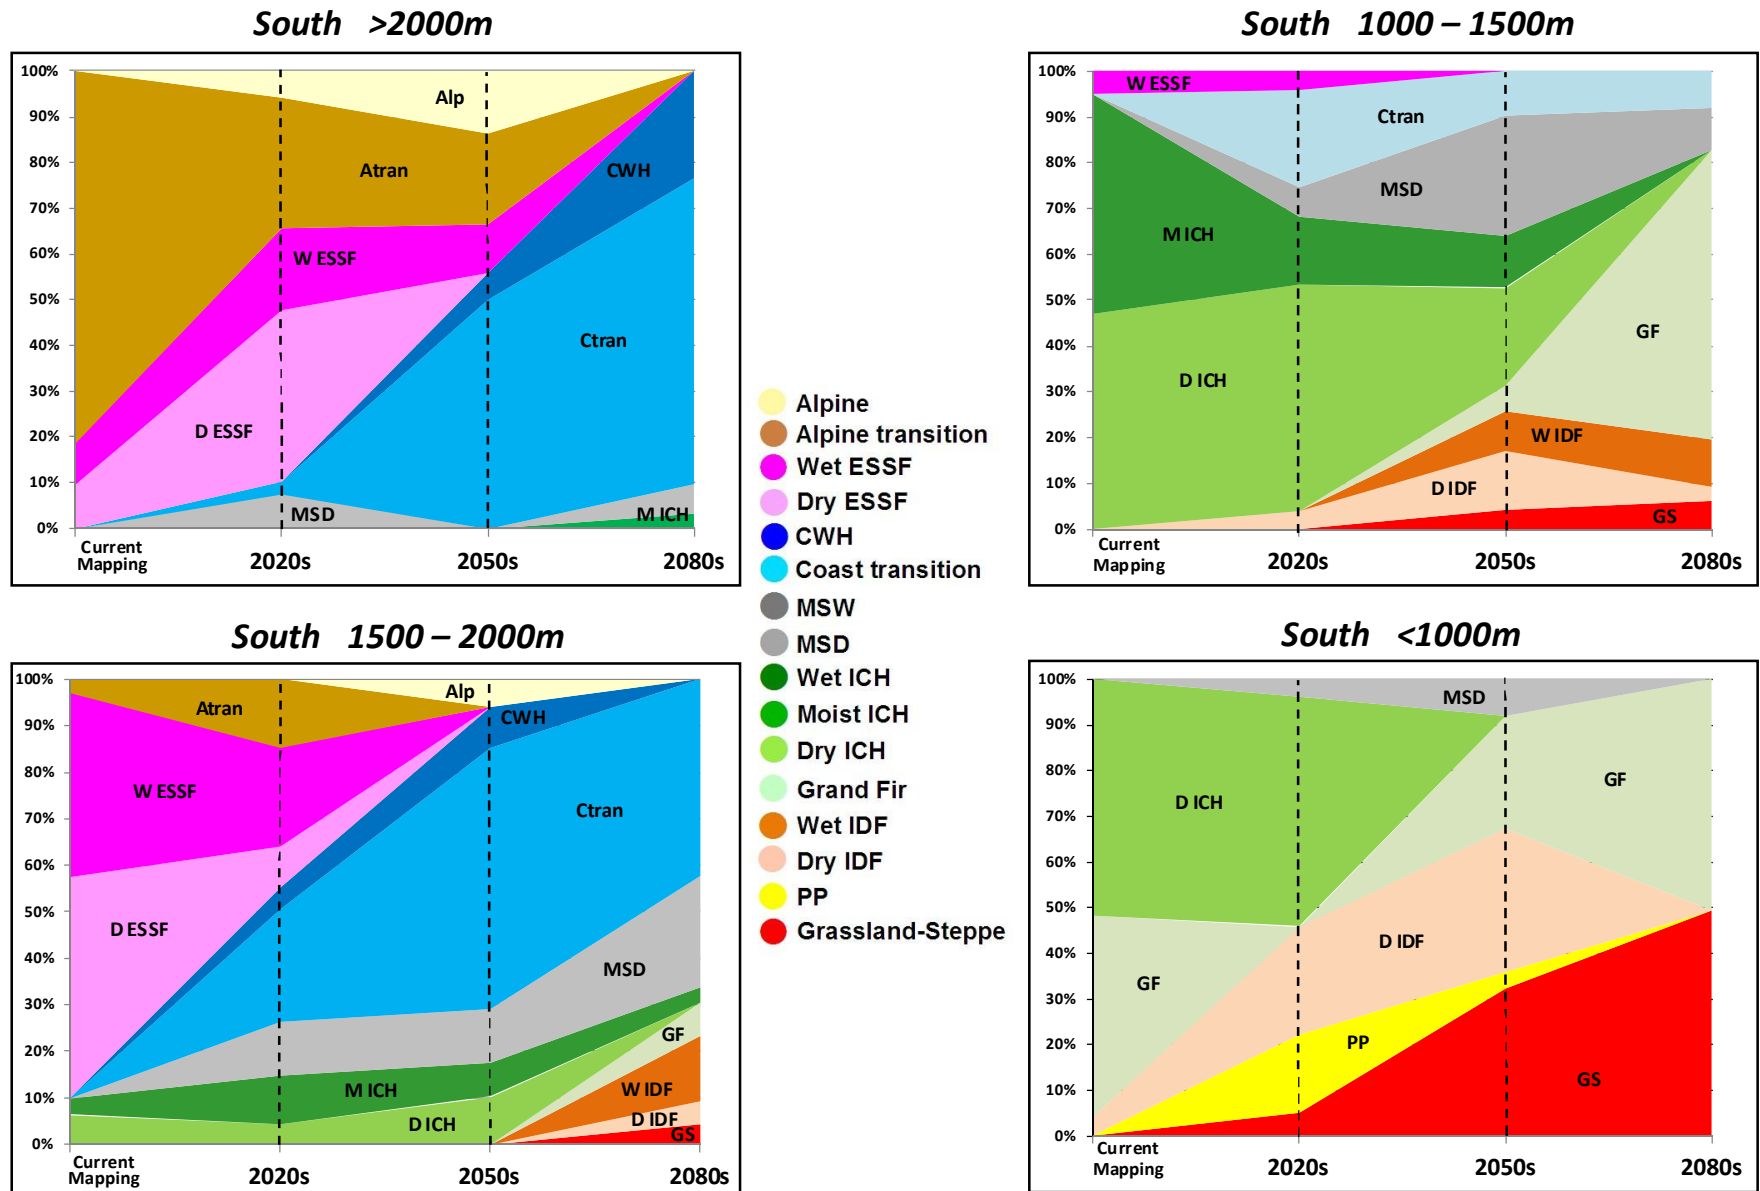 South >2000m
100%
90%
80%
70%
60%
50%
40%
30%
20%
10%
0%
Alp
Atran
CWH
W ESSF
Ctran
D ESSF
MSD
M ICH
Current
Mapping
2020s
2050s
2080s
South 1000 – 1500m
100%
90%
80%
70%
60%
50%
40%
30%
20%
10%
0%
W ESSF
Ctran
MSD
M ICH
GF
D ICH
W IDF
D IDF
GS
Current
Mapping
2020s
2050s
2080s
Alpine
Alpine transition
Wet ESSF
Dry ESSF
CWH
Coast transition
MSW
MSD
Wet ICH
Moist ICH
Dry ICH
Grand Fir
Wet IDF
Dry IDF
PP
Grassland-Steppe
South 1500 – 2000m
100%
90%
80%
70%
60%
50%
40%
30%
20%
10%
0%
Alp
Atran
CWH
W ESSF
Ctran
D ESSF
MSD
GF
M ICH
W IDF
D ICH
D IDF
GS
Current
Mapping
2020s
2050s
2080s
South <1000m
100%
90%
80%
70%
60%
50%
40%
30%
20%
10%
0%
MSD
GF
D ICH
D IDF
GF
PP
GS
Current
Mapping
2020s
2050s
2080s